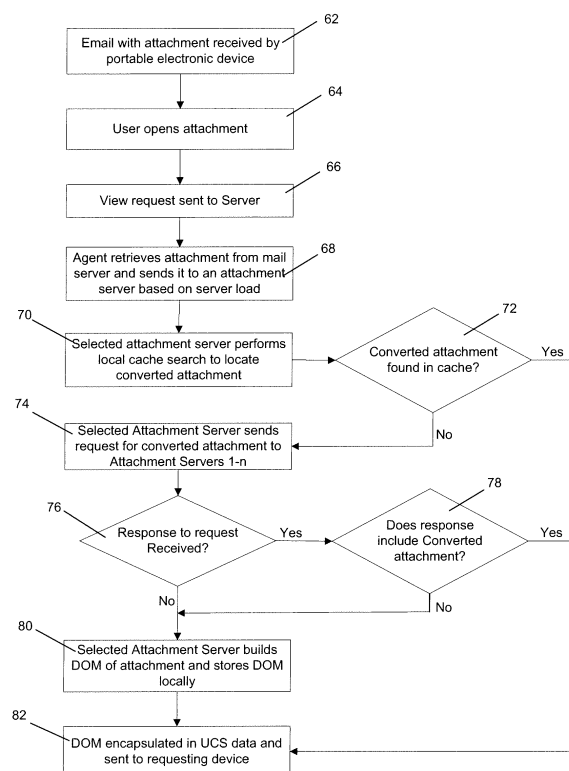 62
Email with attachment received by
portable electronic device
64
User opens attachment
66
View request sent to Server
68
Agent retrieves attachment from mail
server and sends it to an attachment
server based on server load
70
Selected attachment server performs
local cache search to locate
converted attachment
72
Converted attachment
found in cache?
Yes
No
74
Selected Attachment Server sends
request for converted attachment to
Attachment Servers 1-n
76
Response to request
Received?
Yes
No
78
Does response
include Converted
attachment?
Yes
No
80
Selected Attachment Server builds
DOM of attachment and stores DOM
locally
82
DOM encapsulated in UCS data and
sent to requesting device